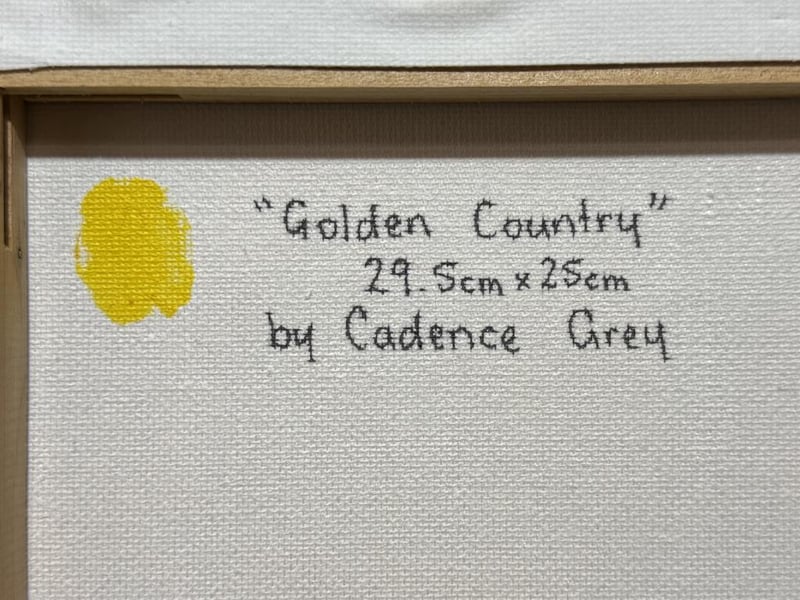 "Golden Country"
29.5cm x 25cm
by Cadence Grey